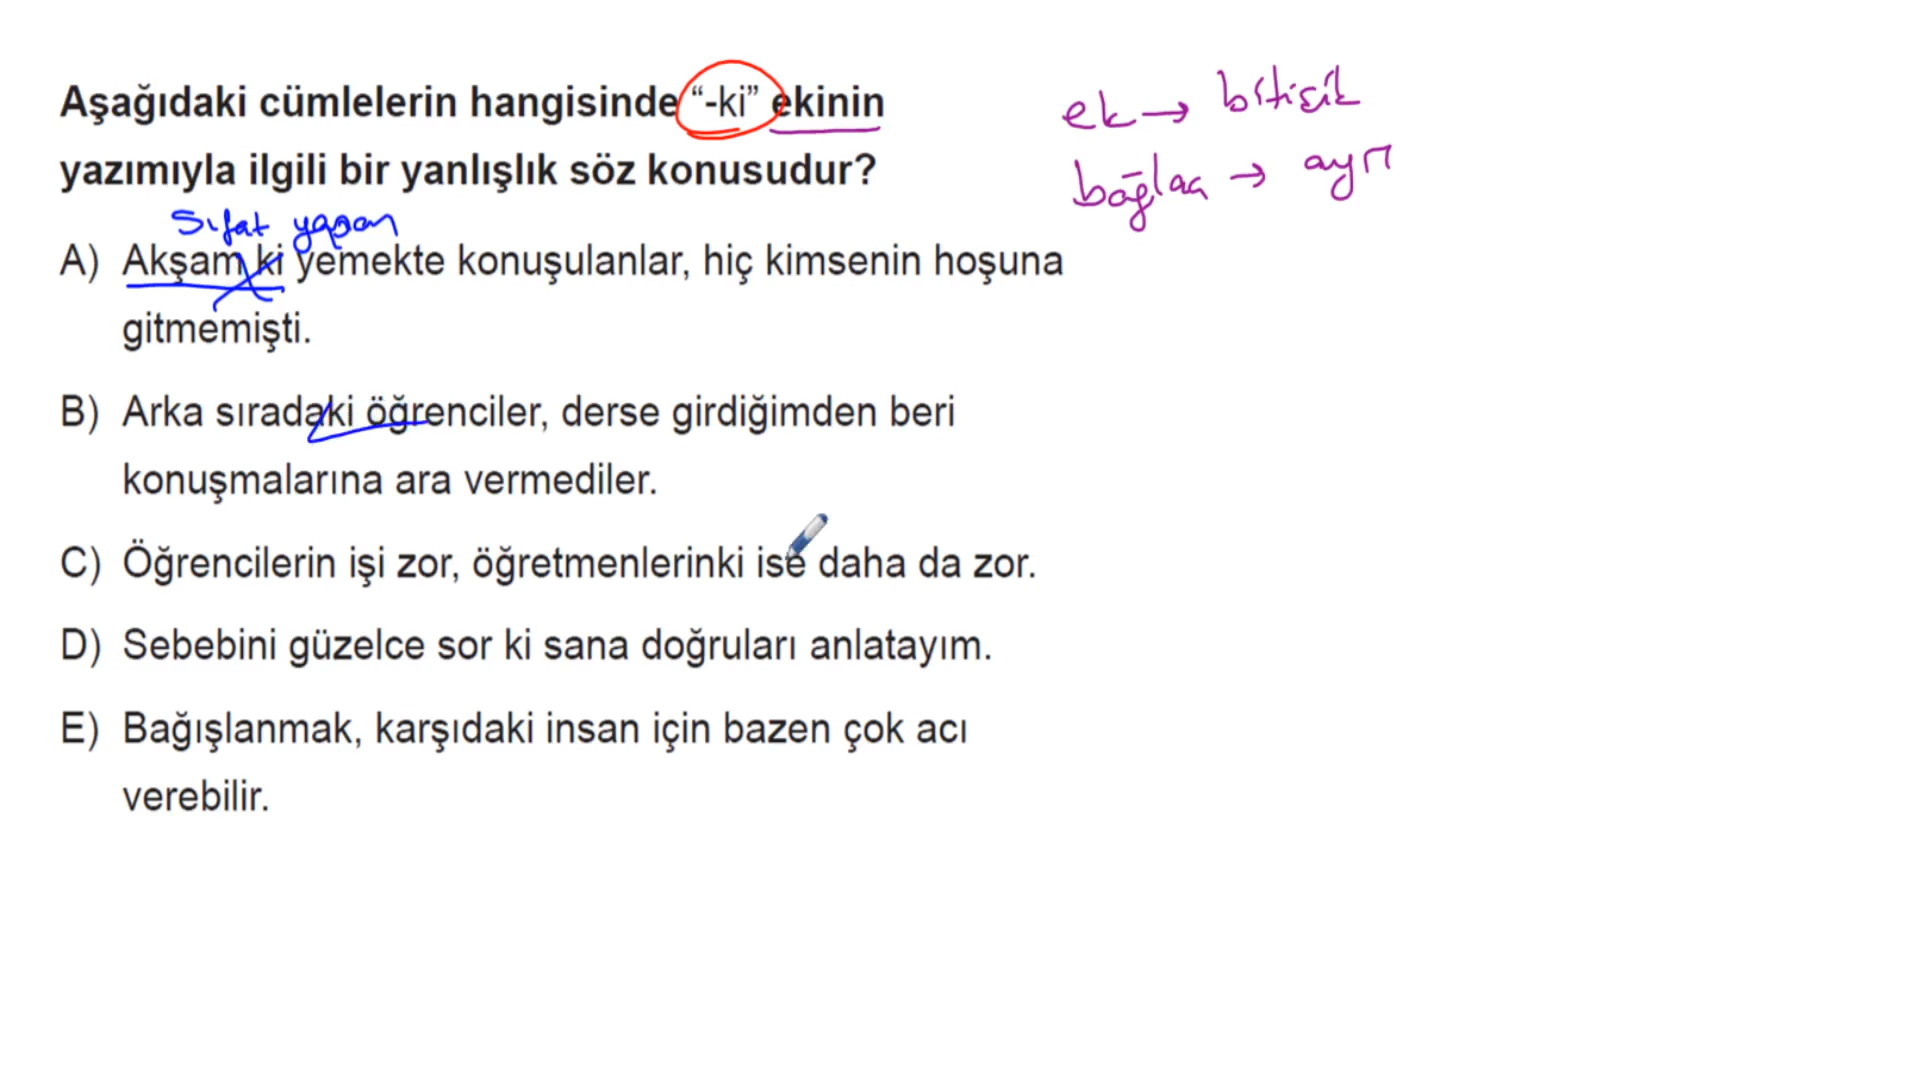 Aşağıdaki cümlelerin hangisinde “-ki” ekinin
yazımıyla ilgili bir yanlışlık söz konusudur?
ek → bitişik
bağlaç → ayrı
Sıfat yapan
A) Akşam ki yemekte konuşulanlar, hiç kimsenin hoşuna
gitmemişti.
B) Arka sıradaki öğrenciler, derse girdiğimden beri
konuşmalarına ara vermediler.
C) Öğrencilerin işi zor, öğretmenlerinki ise daha da zor.
D) Sebebini güzelce sor ki sana doğruları anlatayım.
E) Bağışlanmak, karşıdaki insan için bazen çok acı
verebilir.